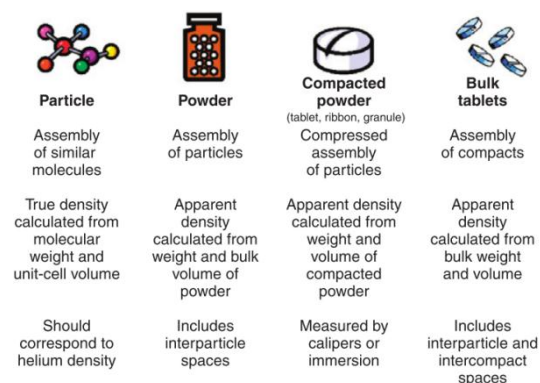 Particle
Assembly
of similar
molecules
True density
calculated from
molecular
weight and
unit-cell volume
Should
correspond to
helium density
Powder
Assembly
of particles
Apparent
density
calculated from
weight and bulk
volume of
powder
Includes
interparticle
spaces
Compacted
powder
(tablet, ribbon, granule)
Compressed
assembly
of particles
Apparent density
calculated from
weight and
volume of
compacted
powder
Measured by
calipers or
immersion
Bulk
tablets
Assembly
of compacts
Apparent
density
calculated from
bulk weight
and volume
Includes
interparticle and
intercompact
spaces